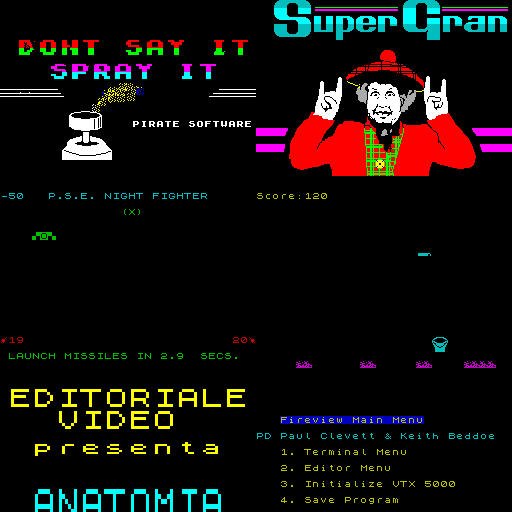 DONT SAY IT
SPRAY IT
PIRATE SOFTWARE
Super Gran
-50 P.S.E. NIGHT FIGHTER
(X)
19
20%
LAUNCH MISSILES IN 2.9 SECS.
Score:120
EDITORIALE
VIDEO
presenta
ANATOMIA
Fireview Main Menu
PD Paul Clevett & Keith Beddoe
1. Terminal Menu
2. Editor Menu
3. Initialize VTX 5000
4. Save Program